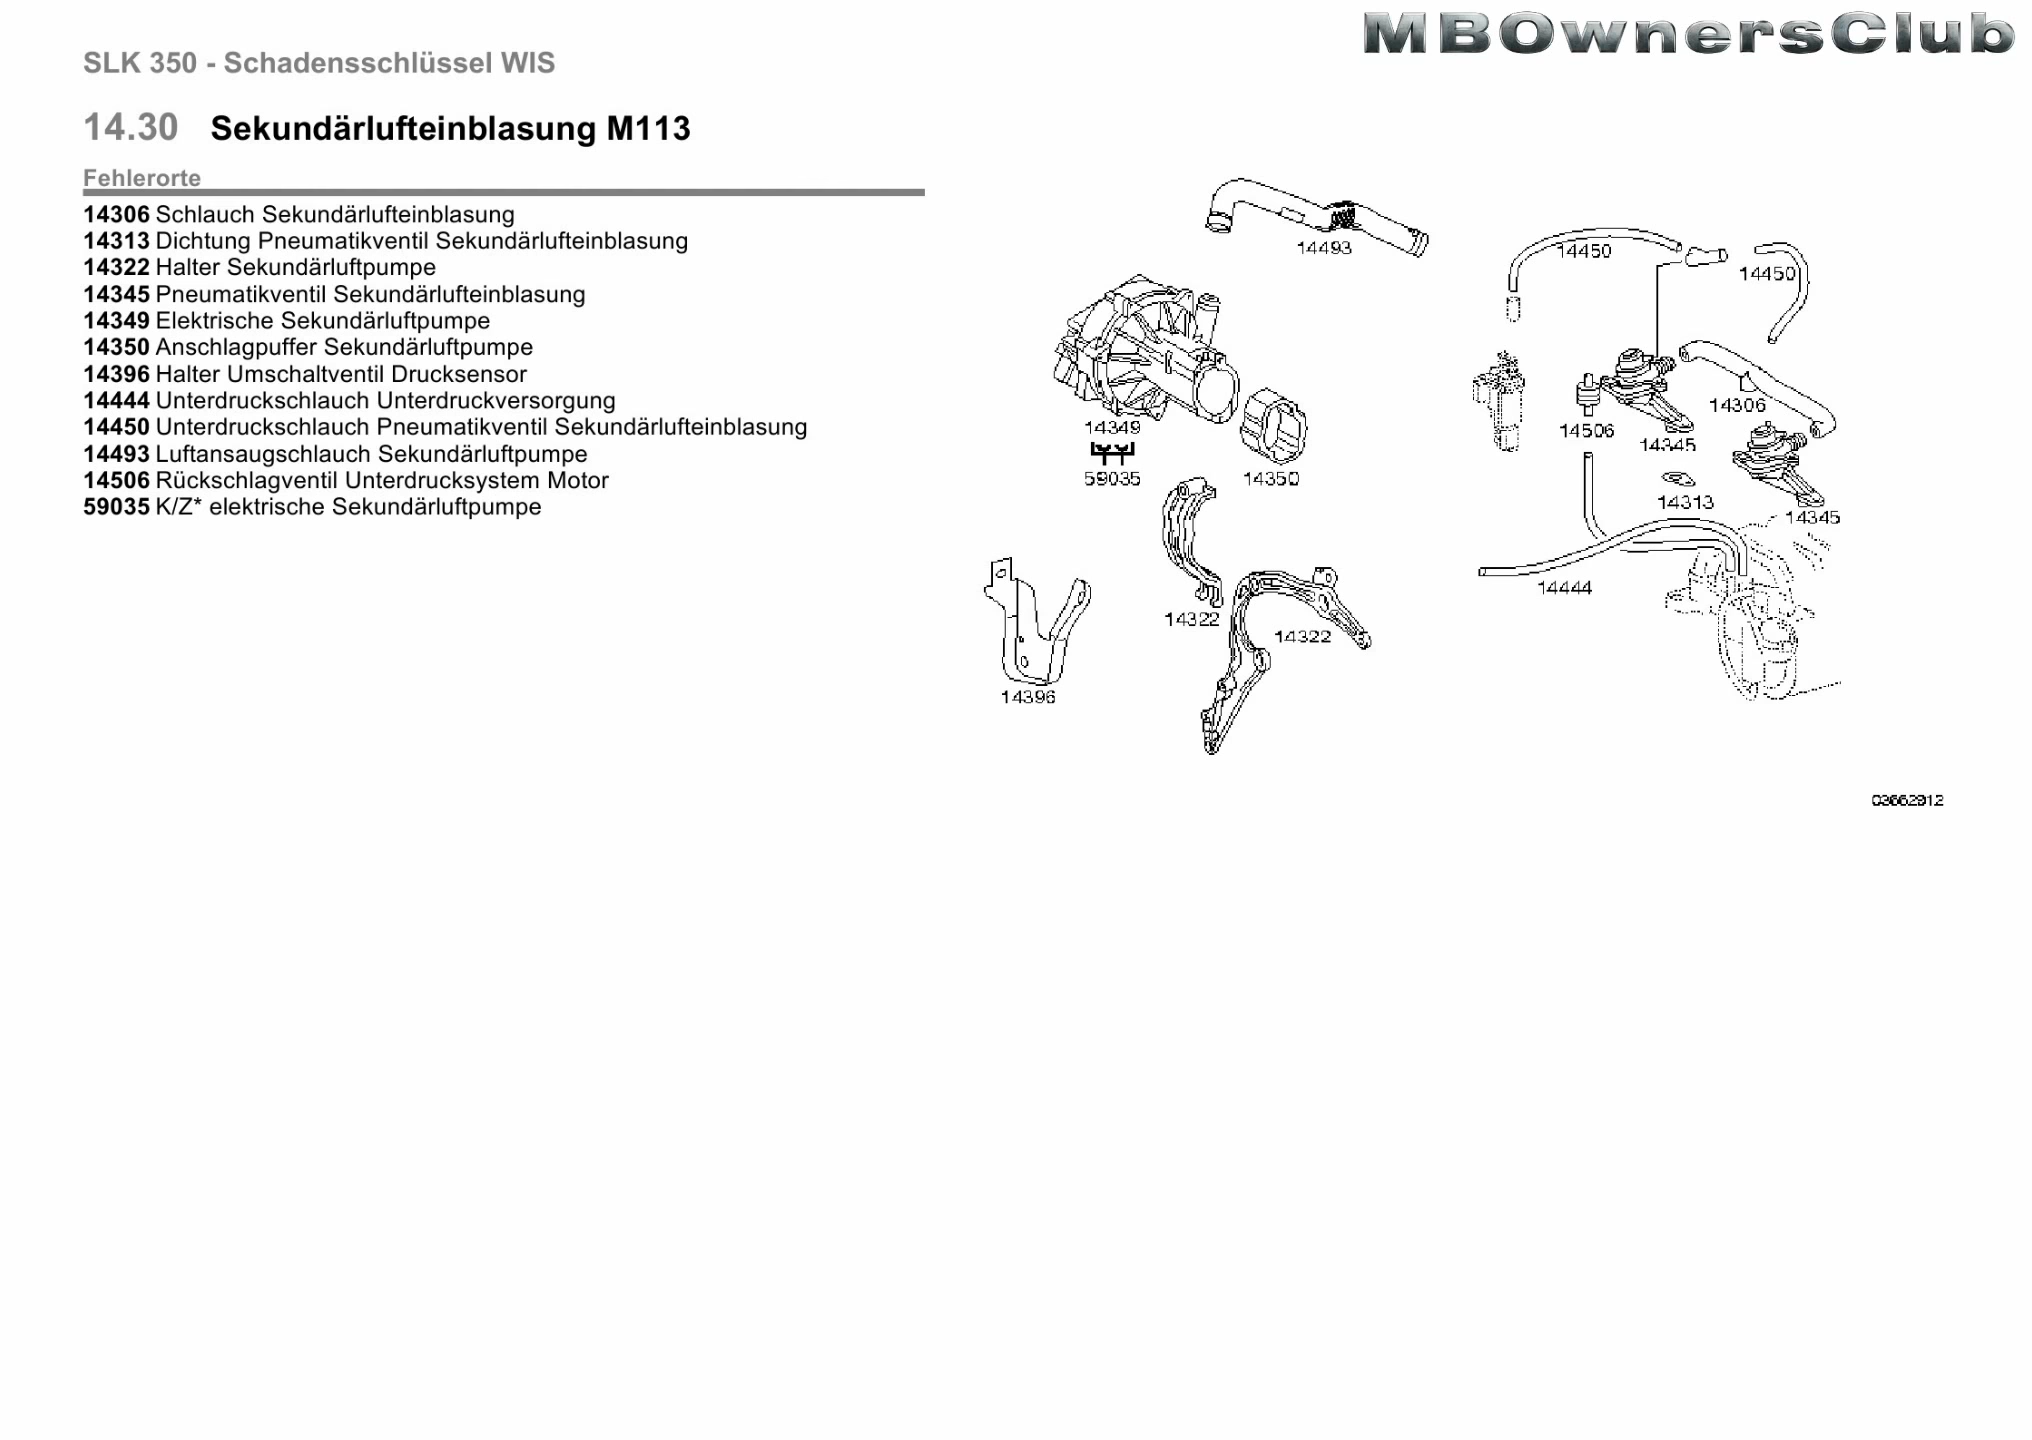 MBOwnersClub
SLK 350 - Schadensschlüssel WIS
14.30 Sekundärlufteinblasung M113
Fehlerorte
14306 Schlauch Sekundärlufteinblasung
14313 Dichtung Pneumatikventil Sekundärlufteinblasung
14322 Halter Sekundärluftpumpe
14345 Pneumatikventil Sekundärlufteinblasung
14349 Elektrische Sekundärluftpumpe
14350 Anschlagpuffer Sekundärluftpumpe
14396 Halter Umschaltventil Drucksensor
14444 Unterdruckschlauch Unterdruckversorgung
14450 Unterdruckschlauch Pneumatikventil Sekundärlufteinblasung
14493 Luftansaugschlauch Sekundärluftpumpe
14506 Rückschlagventil Unterdrucksystem Motor
59035 K/Z* elektrische Sekundärluftpumpe
14493
14450
14450
14306
14349
14506
14345
59035
14350
14313
14345
14444
14322
14322
14396
03662912